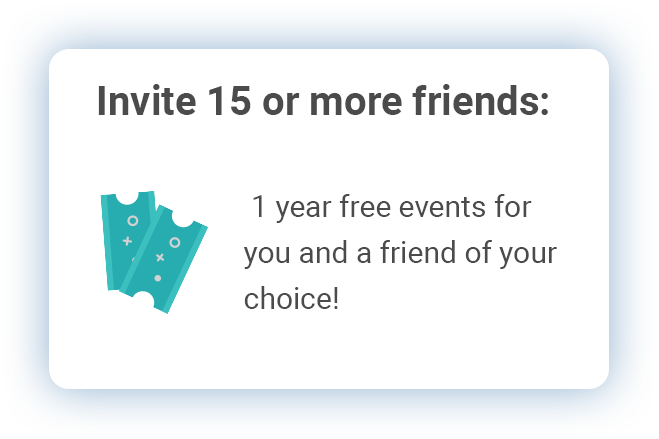 Invite 15 or more friends:
1 year free events for
you and a friend of your
choice!